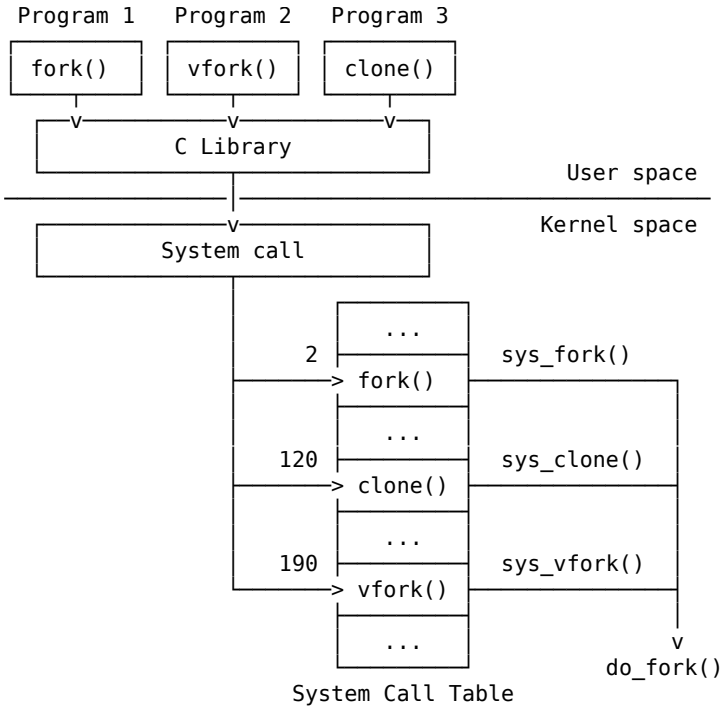 Program 1 Program 2 Program 3
fork() vfork() clone()
C Library
User space
Kernel space
System call
...
2 sys_fork()
fork()
...
120 sys_clone()
clone()
...
190 sys_vfork()
vfork()
...
do_fork()
System Call Table